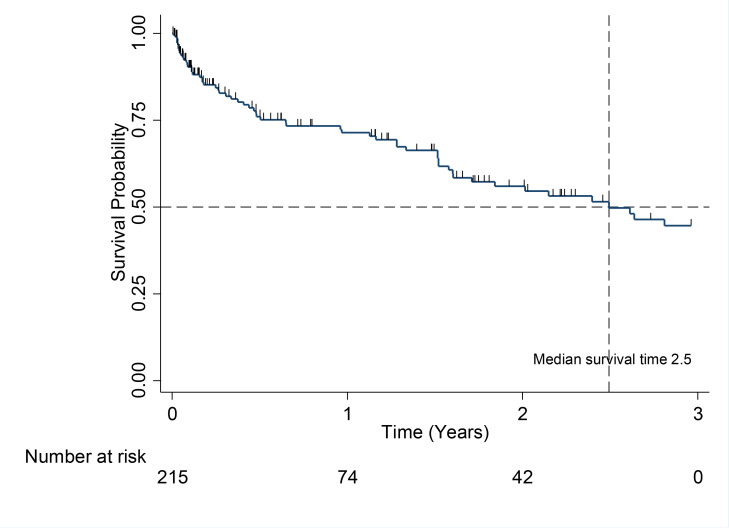 1.00
0.75
0.50
0.25
0.00
Survival Probability
Median survival time 2.5
0 1 2 3
Time (Years)
Number at risk
215 74 42 0